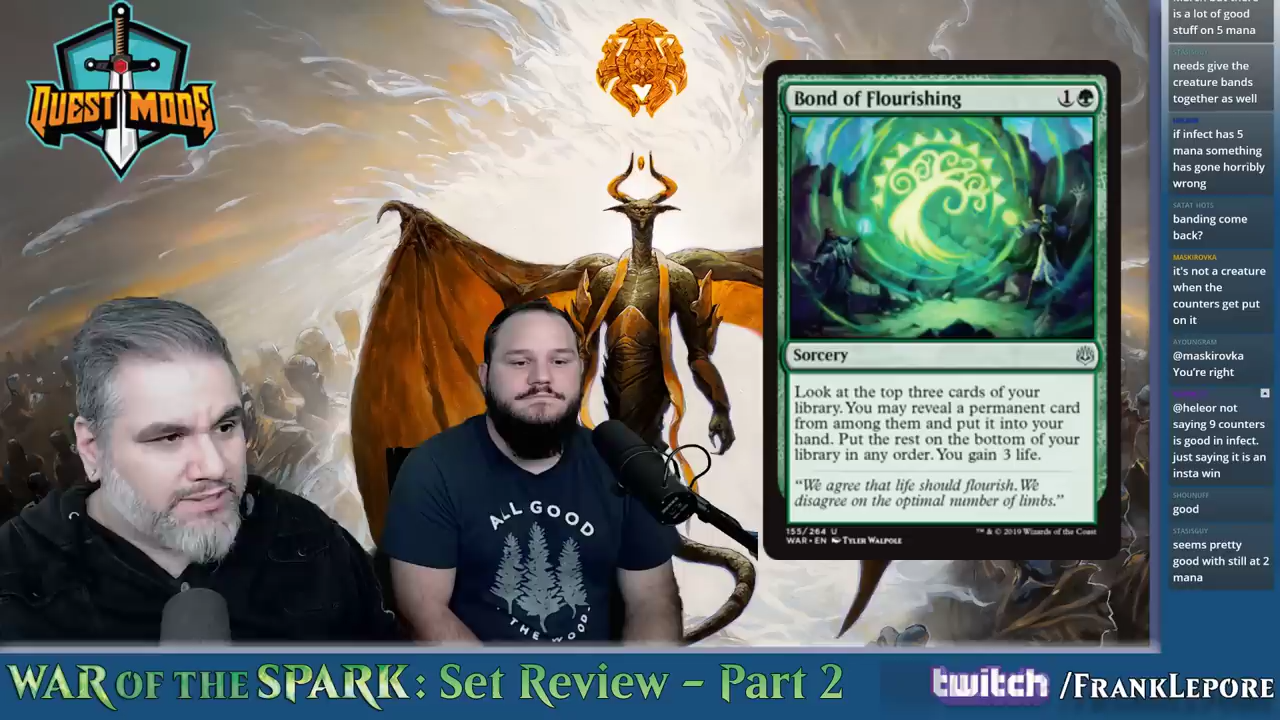 QUEST MODE
Bond of Flourishing 1
Sorcery
Look at the top three cards of your
library. You may reveal a permanent card
from among them and put it into your
hand. Put the rest on the bottom of your
library in any order. You gain 3 life.
“We agree that life should flourish. We
disagree on the optimal number of limbs.”
155/264 U
WAR • EN TYLER WALPOLE
™ & © 2019 Wizards of the Coast
ALL GOOD
THE WOOD
is a lot of good
stuff on 5 mana
STASISGUY
needs give the
creature bands
together as well
HELEOR
if infect has 5
mana something
has gone horribly
wrong
SATAT HOTS
banding come
back?
MASKIROVKA
it's not a creature
when the
counters get put
on it
AYOUNGRAM
@maskirovka
You’re right
@heleor not
saying 9 counters
is good in infect.
just saying it is an
insta win
SHOUNUFF
good
STASISGUY
seems pretty
good with still at 2
mana
WAR OF THE SPARK: Set Review - Part 2
twitch /FRANKLEPORE